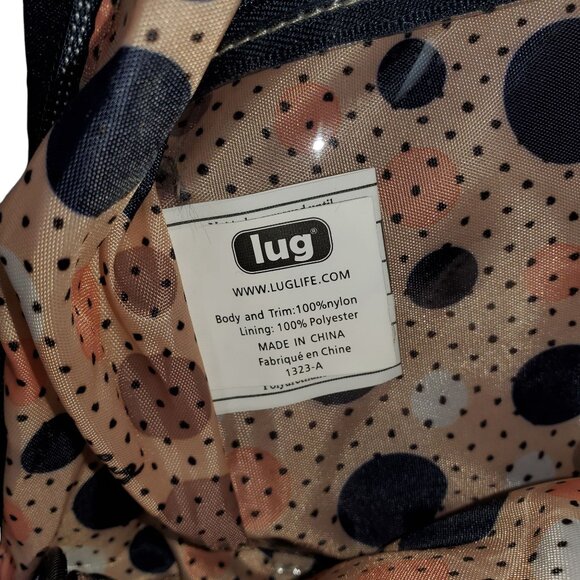 lug®
WWW.LUGLIFE.COM
Body and Trim:100%nylon
Lining: 100% Polyester
MADE IN CHINA
Fabriqué en Chine
1323-A